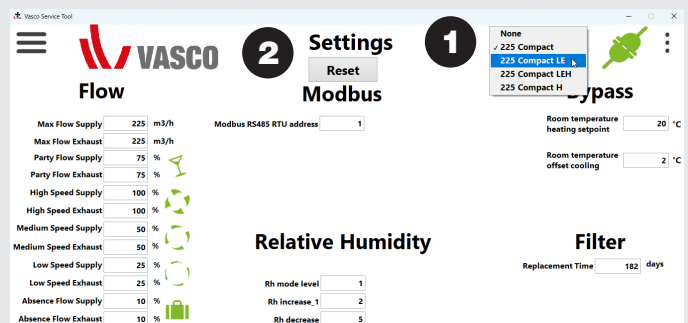 Vasco Service Tool
VASCO
2
Settings
Reset
1
None
✓ 225 Compact
225 Compact LE
225 Compact LEH
225 Compact H
Flow
Max Flow Supply 225 m3/h
Max Flow Exhaust 225 m3/h
Party Flow Supply 75 %
Party Flow Exhaust 75 %
High Speed Supply 100 %
High Speed Exhaust 100 %
Medium Speed Supply 50 %
Medium Speed Exhaust 50 %
Low Speed Supply 25 %
Low Speed Exhaust 25 %
Absence Flow Supply 10 %
Absence Flow Exhaust 10 %
Modbus
Modbus RS485 RTU address 1
Relative Humidity
Rh mode level 1
Rh increase_1 2
Rh decrease 5
Bypass
Room temperature
heating setpoint 20 °C
Room temperature
offset cooling 2 °C
Filter
Replacement Time 182 days